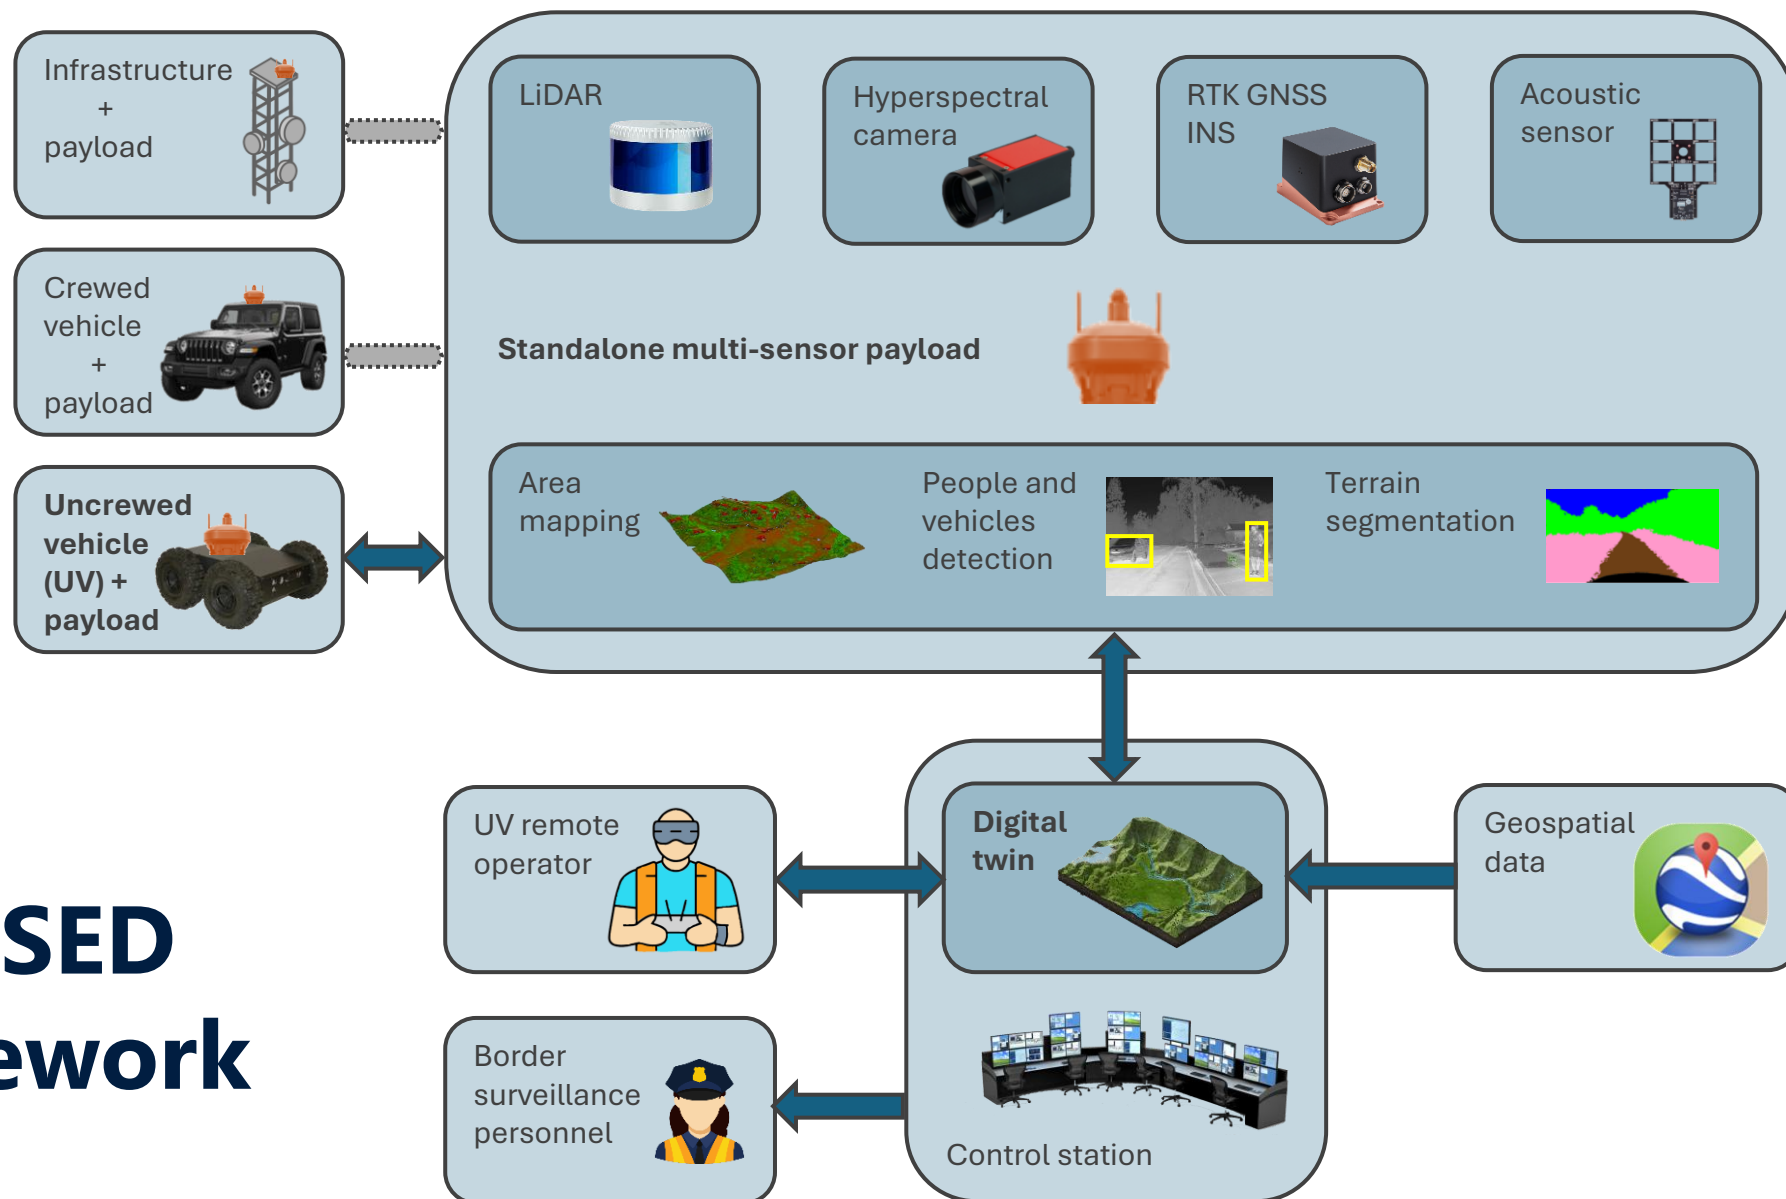 Infrastructure
+
payload
Crewed
vehicle
+
payload
Uncrewed
vehicle
(UV) +
payload
LiDAR
Hyperspectral
camera
RTK GNSS
INS
Acoustic
sensor
Standalone multi-sensor payload
Area
mapping
People and
vehicles
detection
Terrain
segmentation
UV remote
operator
Digital
twin
Geospatial
data
Border
surveillance
personnel
Control station
SED
ework